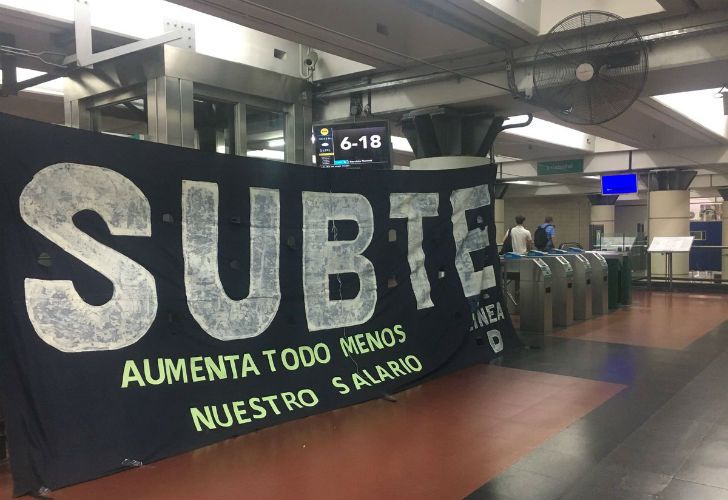 6-18
SUBTE
AUMENTA TODO MENOS
NUESTRO SALARIO
LINEA
D